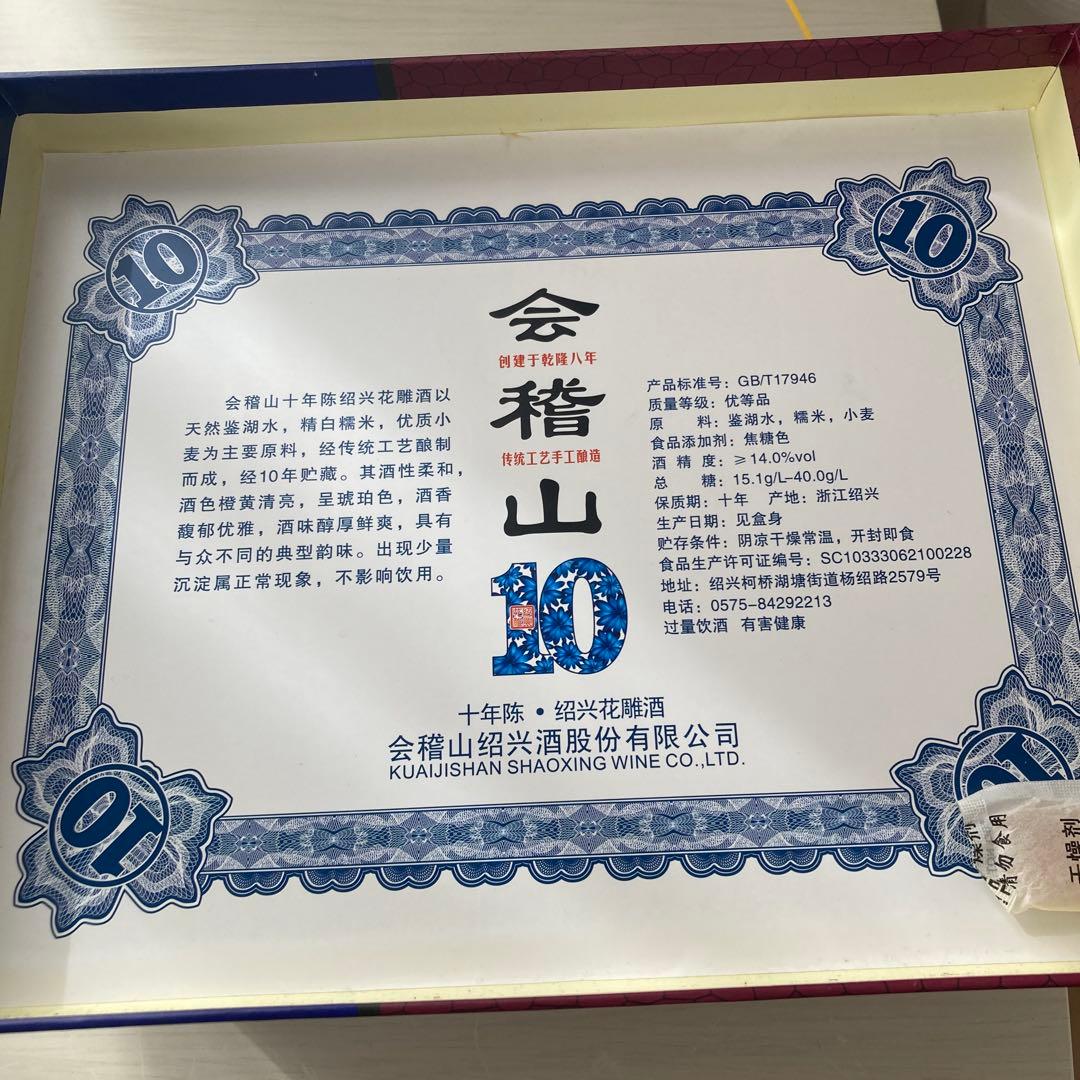 10
10
会
创建于乾隆八年
稽
传统工艺手工酿造
山
10
会稽山十年陈绍兴花雕酒以
天然鉴湖水，精白糯米，优质小
麦为主要原料，经传统工艺酿制
而成，经10年贮藏。其酒性柔和，
酒色橙黄清亮，呈琥珀色，酒香
馥郁优雅，酒味醇厚鲜爽，具有
与众不同的典型韵味。出现少量
沉淀属正常现象，不影响饮用。
产品标准号：GB/T17946
质量等级：优等品
原　　料：鉴湖水，糯米，小麦
食品添加剂：焦糖色
酒 精 度：≥14.0%vol
总　　糖：15.1g/L-40.0g/L
保质期：十年　产地：浙江绍兴
生产日期：见盒身
贮存条件：阴凉干燥常温，开封即食
食品生产许可证编号：SC10333062100228
地址：绍兴柯桥湖塘街道杨绍路2579号
电话：0575-84292213
过量饮酒 有害健康
十年陈·绍兴花雕酒
会稽山绍兴酒股份有限公司
KUAIJISHAN SHAOXING WINE CO.,LTD.
10
10
请勿食用
干燥剂